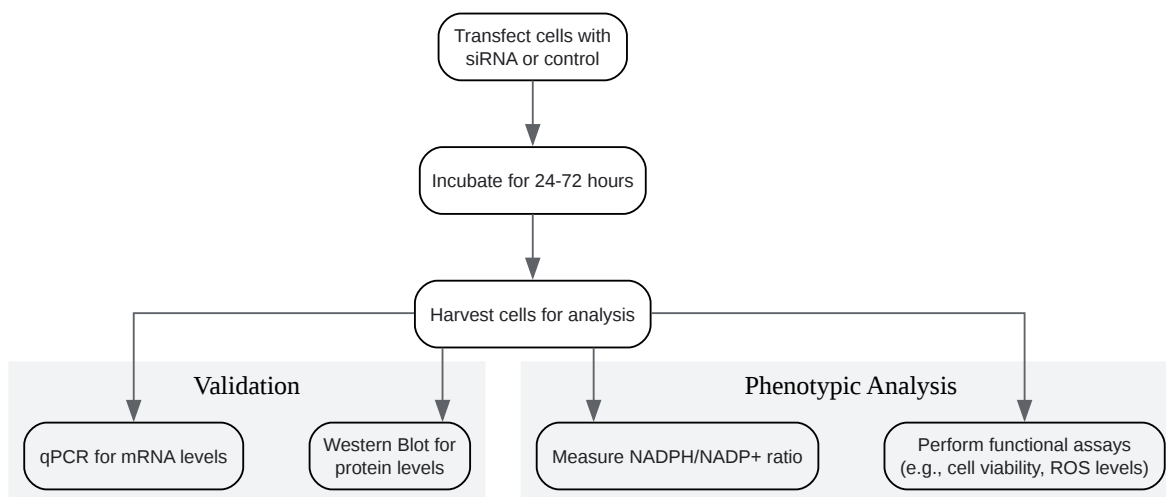 Transfect cells with
siRNA or control
Incubate for 24-72 hours
Harvest cells for analysis
Validation
Phenotypic Analysis
qPCR for mRNA levels
Western Blot for
protein levels
Measure NADPH/NADP+ ratio
Perform functional assays
(e.g., cell viability, ROS levels)